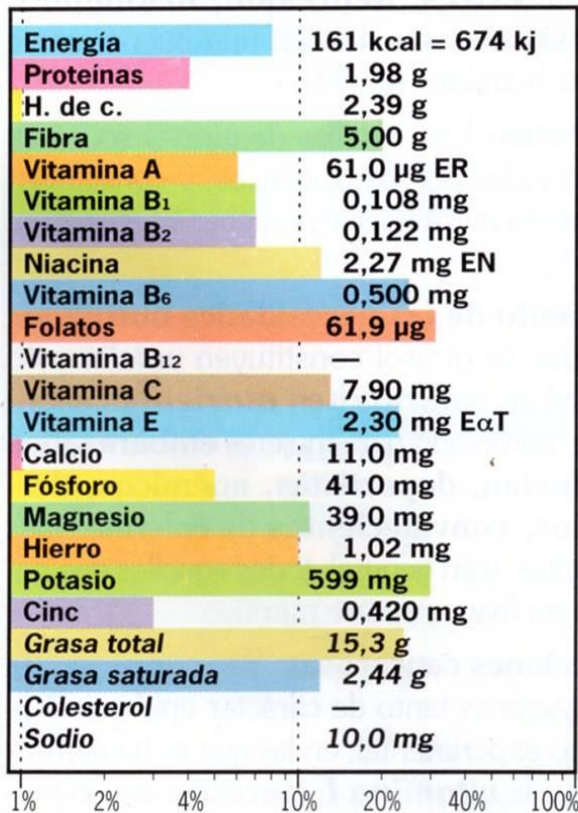 Energía 161 kcal = 674 kj
Proteínas 1,98 g
H. de c. 2,39 g
Fibra 5,00 g
Vitamina A 61,0 µg ER
Vitamina B₁ 0,108 mg
Vitamina B₂ 0,122 mg
Niacina 2,27 mg EN
Vitamina B₆ 0,500 mg
Folatos 61,9 µg
Vitamina B₁₂
Vitamina C 7,90 mg
Vitamina E 2,30 mg EαT
Calcio 11,0 mg
Fósforo 41,0 mg
Magnesio 39,0 mg
Hierro 1,02 mg
Potasio 599 mg
Cinc 0,420 mg
Grasa total 15,3 g
Grasa saturada 2,44 g
Colesterol
Sodio 10,0 mg
1% 2% 4% 10% 20% 40% 100%